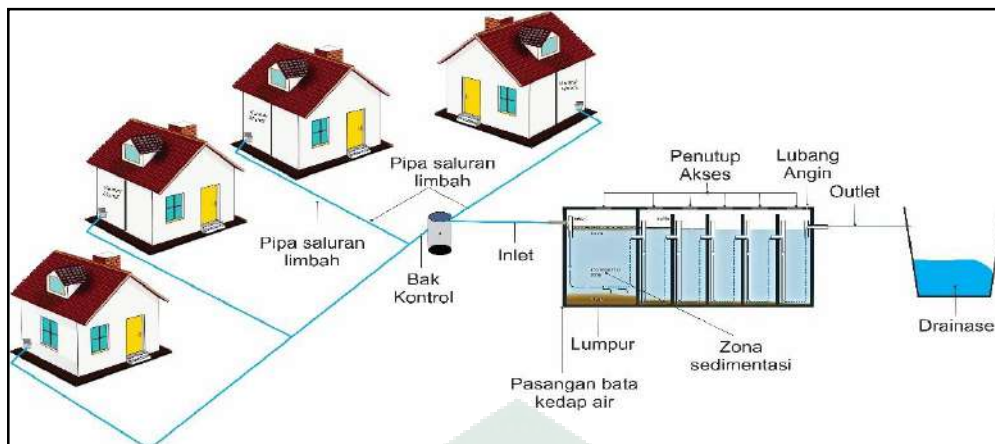 Pipa saluran
limbah
Pipa saluran
limbah
Bak
Kontrol
Inlet
Penutup
Akses
Lubang
Angin
Outlet
Lumpur
Zona
sedimentasi
Pasangan bata
kedap air
Drainase